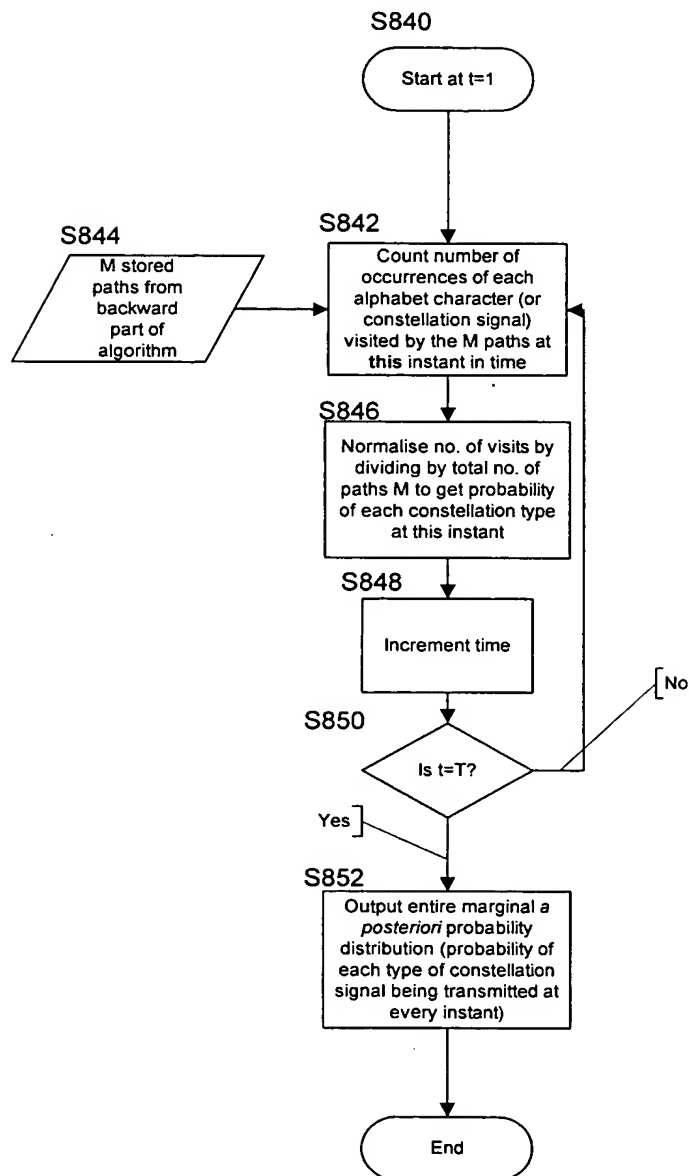 S840
Start at t=1
S842
S844
M stored
paths from
backward
part of
algorithm
Count number of
occurrences of each
alphabet character (or
constellation signal)
visited by the M paths at
this instant in time
S846
Normalise no. of visits by
dividing by total no. of
paths M to get probability
of each constellation type
at this instant
S848
Increment time
No
S850
Is t=T?
Yes
S852
Output entire marginal a
posteriori probability
distribution (probability of
each type of constellation
signal being transmitted at
every instant)
End